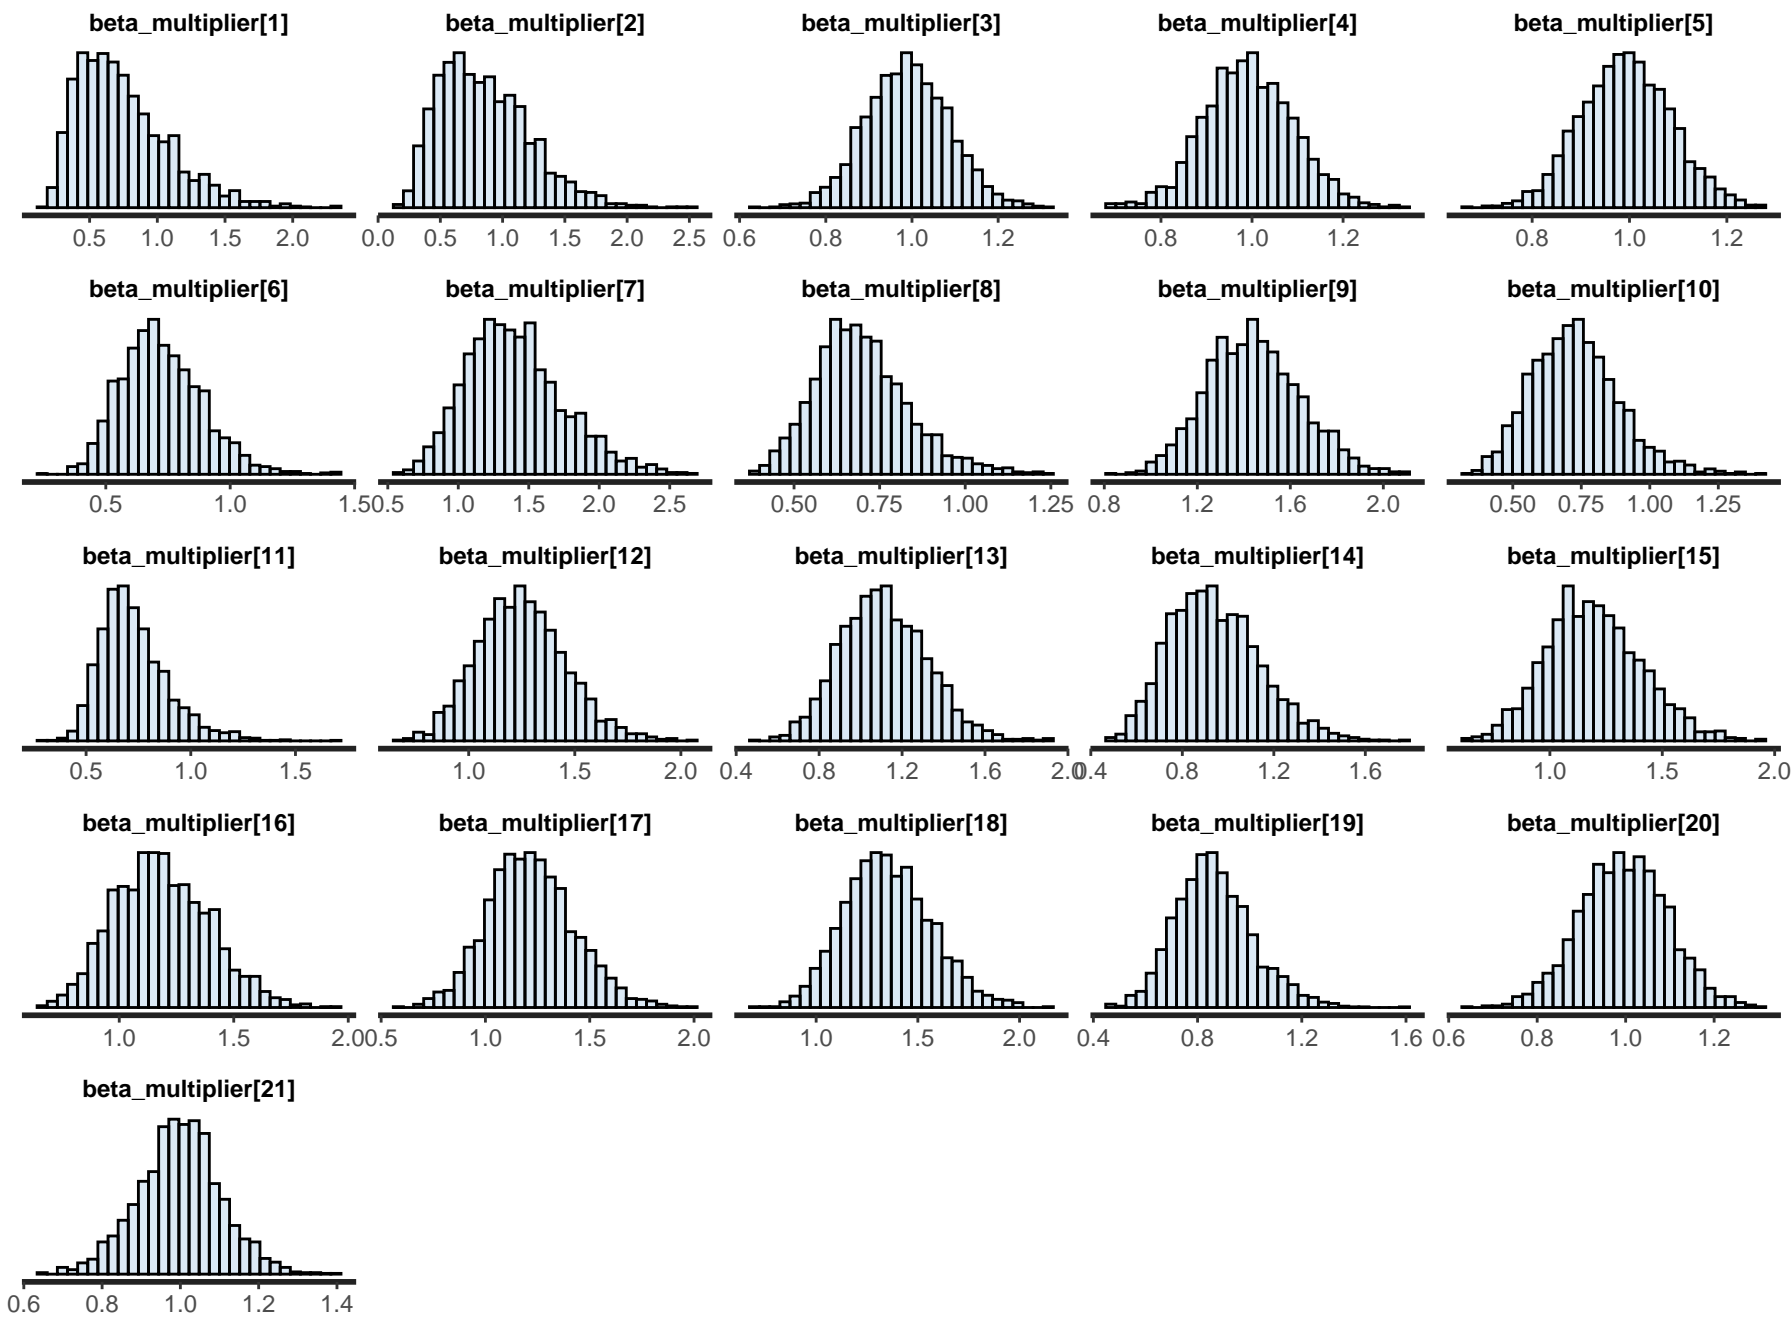 beta_multiplier[1] beta_multiplier[2] beta_multiplier[3] beta_multiplier[4] beta_multiplier[5]
0.5 1.0 1.5 2.0 0.0 0.5 1.0 1.5 2.0 2.5 0.6 0.8 1.0 1.2 0.8 1.0 1.2 0.8 1.0 1.2
beta_multiplier[6] beta_multiplier[7] beta_multiplier[8] beta_multiplier[9] beta_multiplier[10]
0.5 1.0 1.5 0.5 1.0 1.5 2.0 2.5 0.50 0.75 1.00 1.25 0.8 1.2 1.6 2.0 0.50 0.75 1.00 1.25
beta_multiplier[11] beta_multiplier[12] beta_multiplier[13] beta_multiplier[14] beta_multiplier[15]
0.5 1.0 1.5 1.0 1.5 2.0 0.4 0.8 1.2 1.6 2.0 0.4 0.8 1.2 1.6 1.0 1.5 2.0
beta_multiplier[16] beta_multiplier[17] beta_multiplier[18] beta_multiplier[19] beta_multiplier[20]
1.0 1.5 2.0 0.5 1.0 1.5 2.0 1.0 1.5 2.0 0.4 0.8 1.2 1.6 0.6 0.8 1.0 1.2
beta_multiplier[21]
0.6 0.8 1.0 1.2 1.4